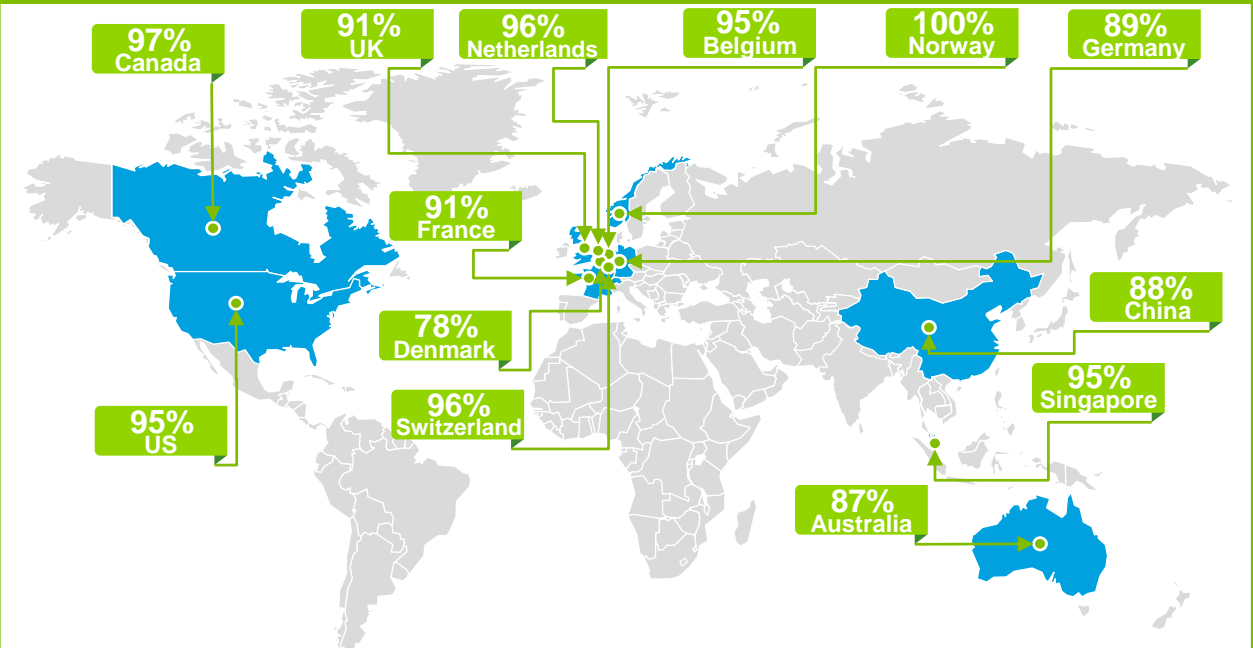 97%
Canada
91%
UK
96%
Netherlands
95%
Belgium
100%
Norway
89%
Germany
91%
France
78%
Denmark
96%
Switzerland
95%
US
88%
China
95%
Singapore
87%
Australia